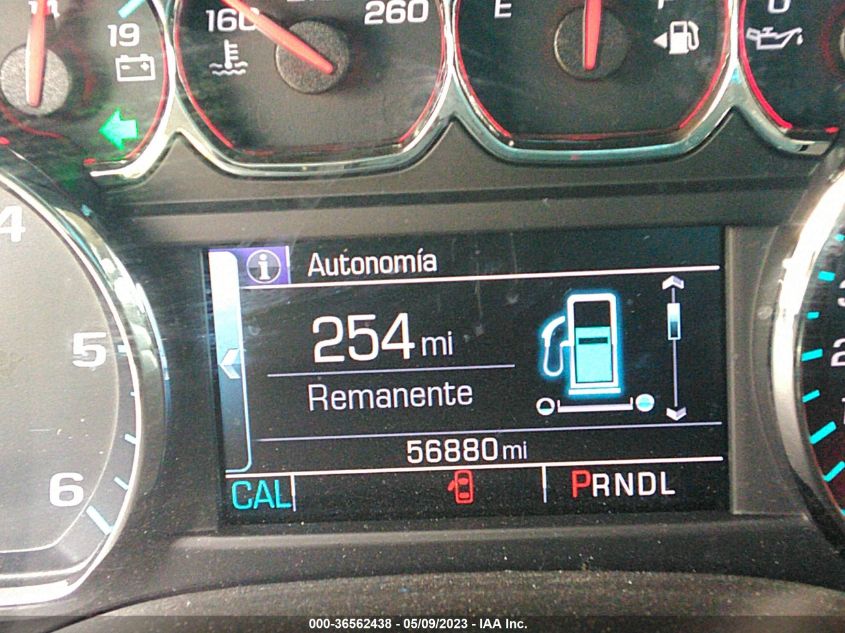 19
160
260
E
F
0
4
Autonomía
254 mi
Remanente
5
56880 mi
6
CAL
PRNDL
000-36562438 - 05/09/2023 - IAA Inc.